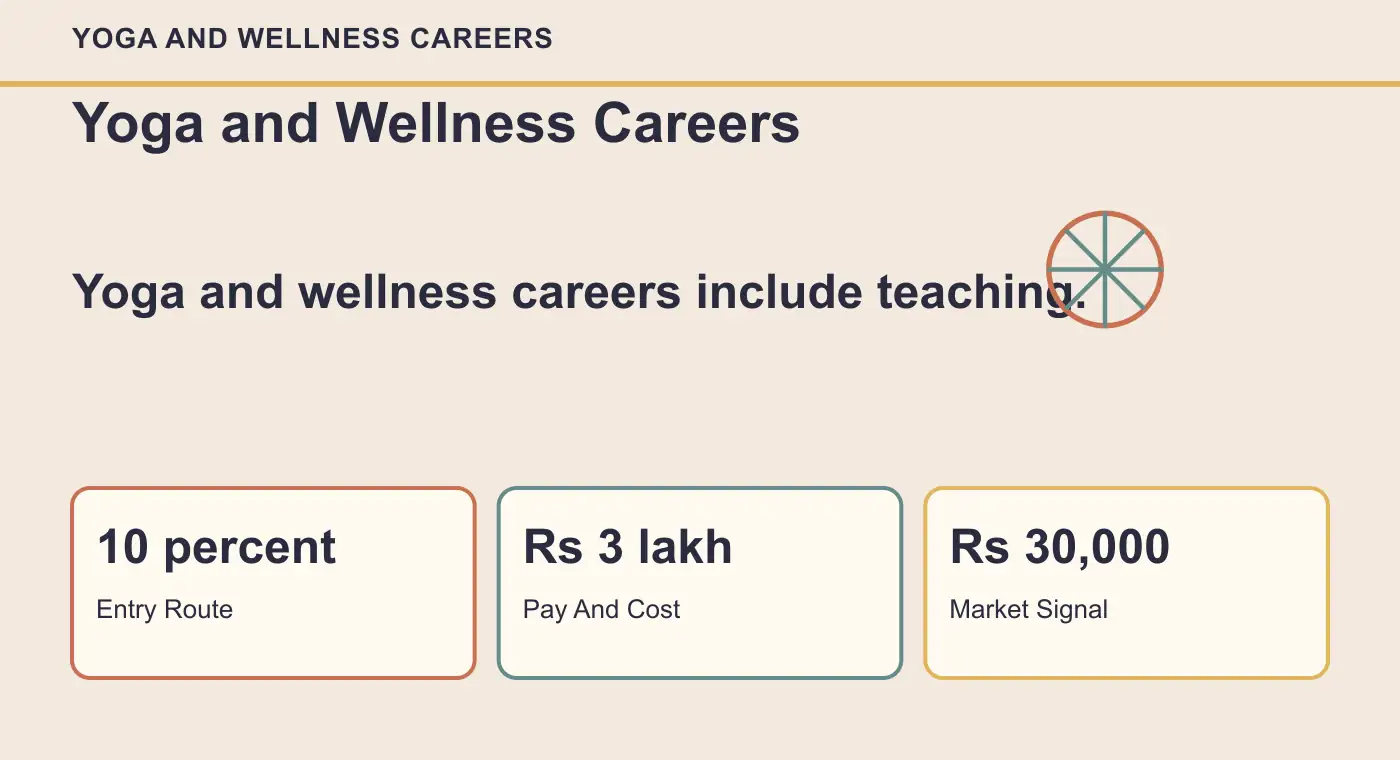 YOGA AND WELLNESS CAREERS
Yoga and Wellness Careers
Yoga and wellness careers include teaching.
10 percent
Entry Route
Rs 3 lakh
Pay And Cost
Rs 30,000
Market Signal